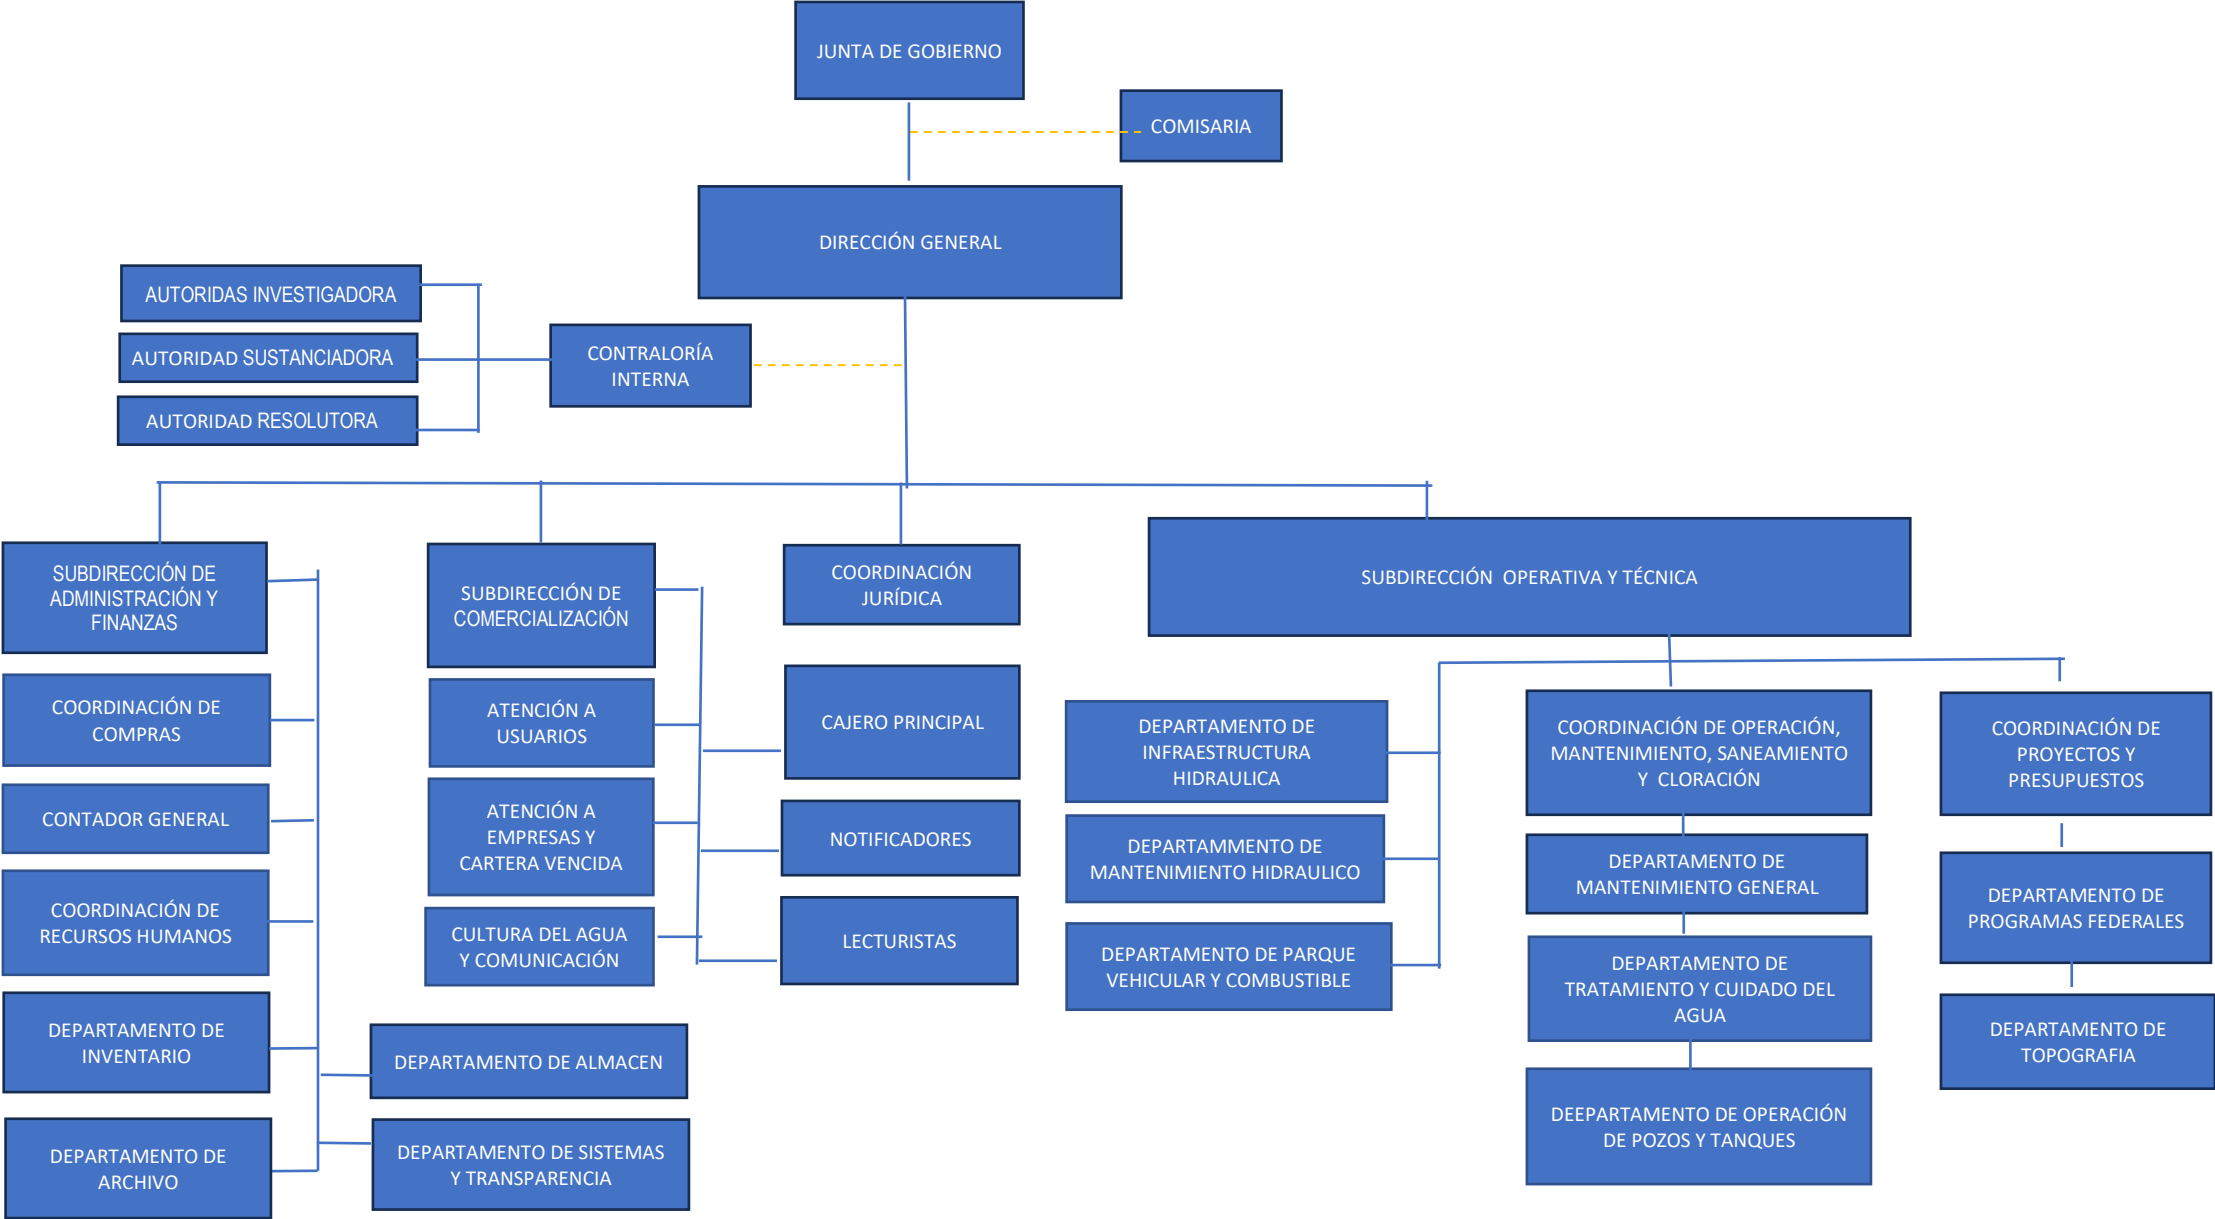 JUNTA DE GOBIERNO
COMISARIA
DIRECCIÓN GENERAL
AUTORIDAS INVESTIGADORA
AUTORIDAD SUSTANCIADORA
AUTORIDAD RESOLUTORA
CONTRALORÍA
INTERNA
SUBDIRECCIÓN DE
ADMINISTRACIÓN Y
FINANZAS
COORDINACIÓN DE
COMPRAS
CONTADOR GENERAL
COORDINACIÓN DE
RECURSOS HUMANOS
DEPARTAMENTO DE
INVENTARIO
DEPARTAMENTO DE
ARCHIVO
DEPARTAMENTO DE ALMACEN
DEPARTAMENTO DE SISTEMAS
Y TRANSPARENCIA
SUBDIRECCIÓN DE
COMERCIALIZACIÓN
ATENCIÓN A
USUARIOS
ATENCIÓN A
EMPRESAS Y
CARTERA VENCIDA
CULTURA DEL AGUA
Y COMUNICACIÓN
COORDINACIÓN
JURÍDICA
CAJERO PRINCIPAL
NOTIFICADORES
LECTURISTAS
SUBDIRECCIÓN  OPERATIVA Y TÉCNICA
DEPARTAMENTO DE
INFRAESTRUCTURA
HIDRAULICA
DEPARTAMMENTO DE
MANTENIMIENTO HIDRAULICO
DEPARTAMENTO DE PARQUE
VEHICULAR Y COMBUSTIBLE
COORDINACIÓN DE OPERACIÓN,
MANTENIMIENTO, SANEAMIENTO
Y  CLORACIÓN
DEPARTAMENTO DE
MANTENIMIENTO GENERAL
DEPARTAMENTO DE
TRATAMIENTO Y CUIDADO DEL
AGUA
DEEPARTAMENTO DE OPERACIÓN
DE POZOS Y TANQUES
COORDINACIÓN DE
PROYECTOS Y
PRESUPUESTOS
DEPARTAMENTO DE
PROGRAMAS FEDERALES
DEPARTAMENTO DE
TOPOGRAFIA